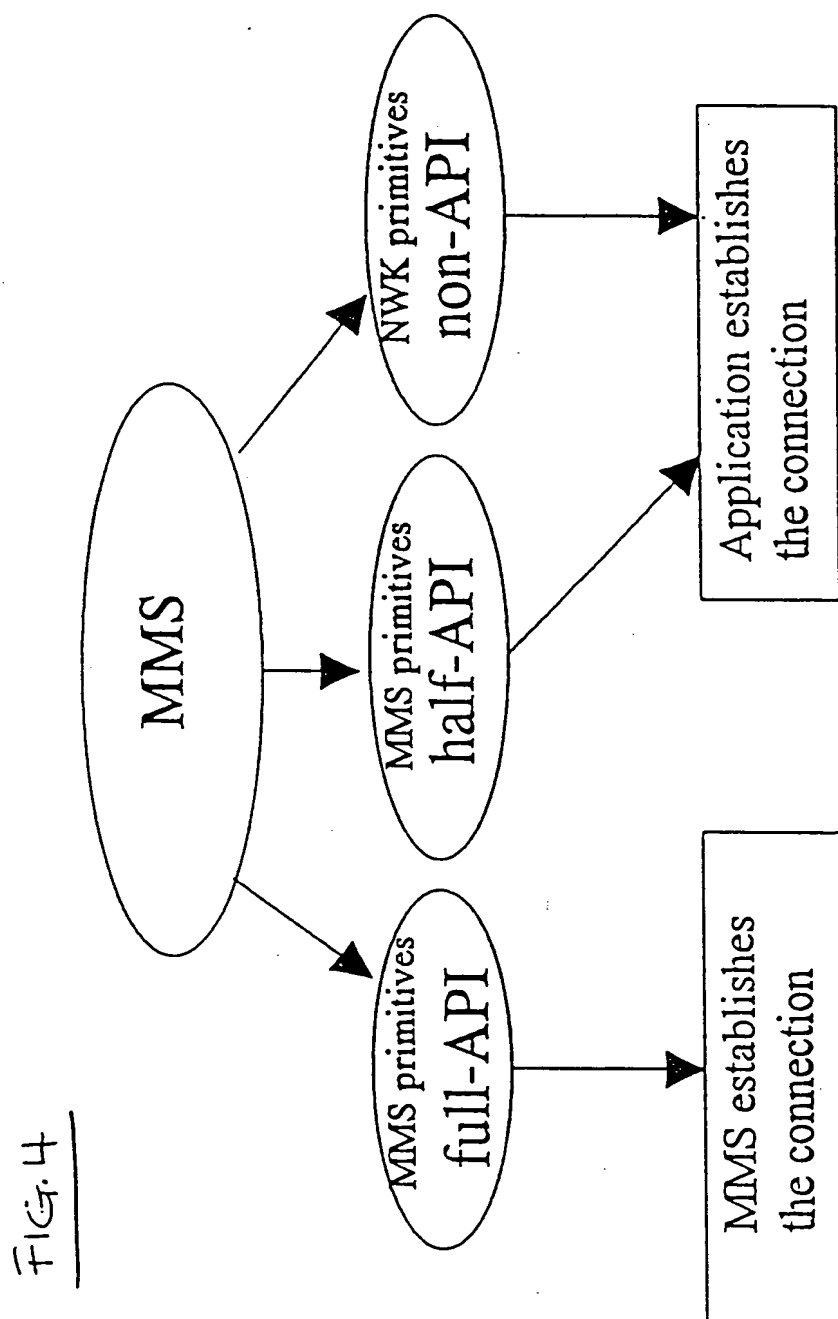 FIG.4
MMS
MMS primitives
full-API
MMS primitives
half-API
NWK primitives
non-API
MMS establishes
the connection
Application establishes
the connection